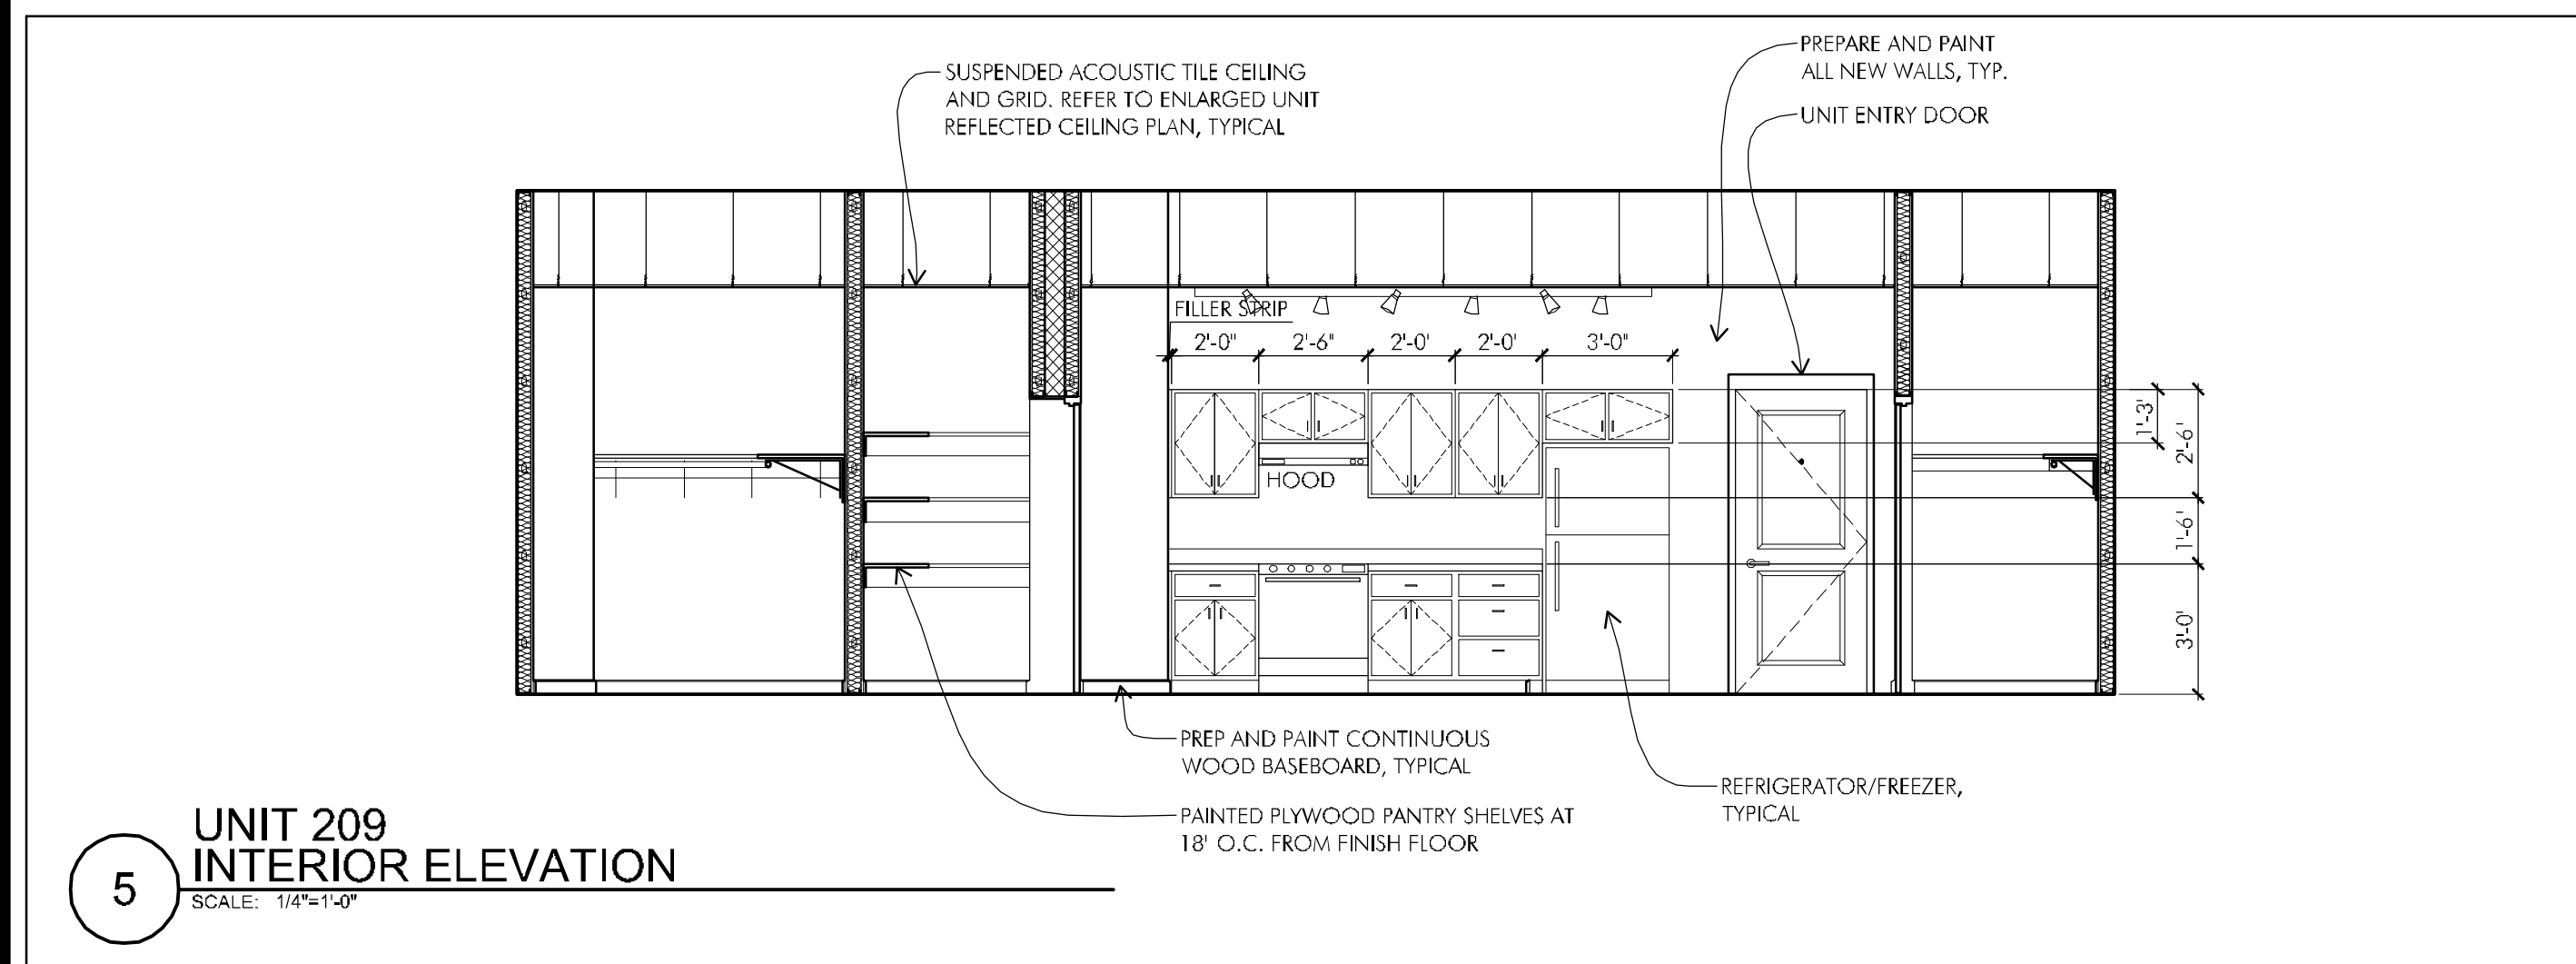 SUSPENDED ACOUSTIC TILE CEILING
AND GRID. REFER TO ENLARGED UNIT
REFLECTED CEILING PLAN, TYPICAL
PREPARE AND PAINT
ALL NEW WALLS, TYP.
UNIT ENTRY DOOR
FILLER STRIP
2'-0" 2'-6" 2'-0' 2'-0' 3'-0"
HOOD
1'-3'
2'-6'
1'-6'
3'-0'
PREP AND PAINT CONTINUOUS
WOOD BASEBOARD, TYPICAL
PAINTED PLYWOOD PANTRY SHELVES AT
18' O.C. FROM FINISH FLOOR
REFRIGERATOR/FREEZER,
TYPICAL
5
UNIT 209
INTERIOR ELEVATION
SCALE: 1/4"=1'-0"